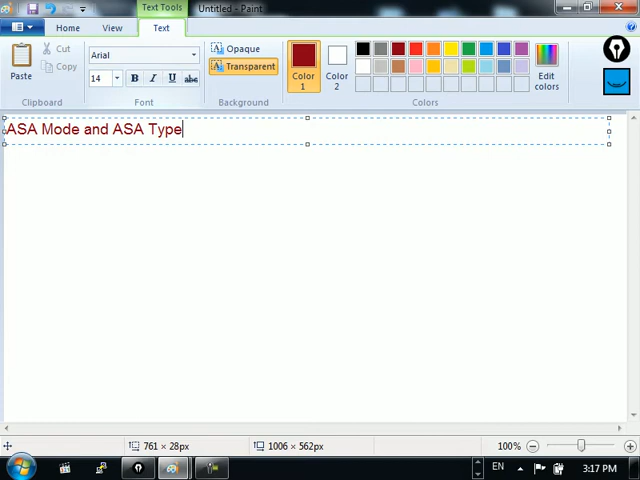 Text Tools
Untitled - Paint
Home
View
Text
Paste
Cut
Copy
Clipboard
Arial
14
B I U abc
Font
A Opaque
A Transparent
Background
Color 1
Color 2
Edit colors
Colors
ASA Mode and ASA Type
761 × 28px
1006 × 562px
100%
EN
3:17 PM